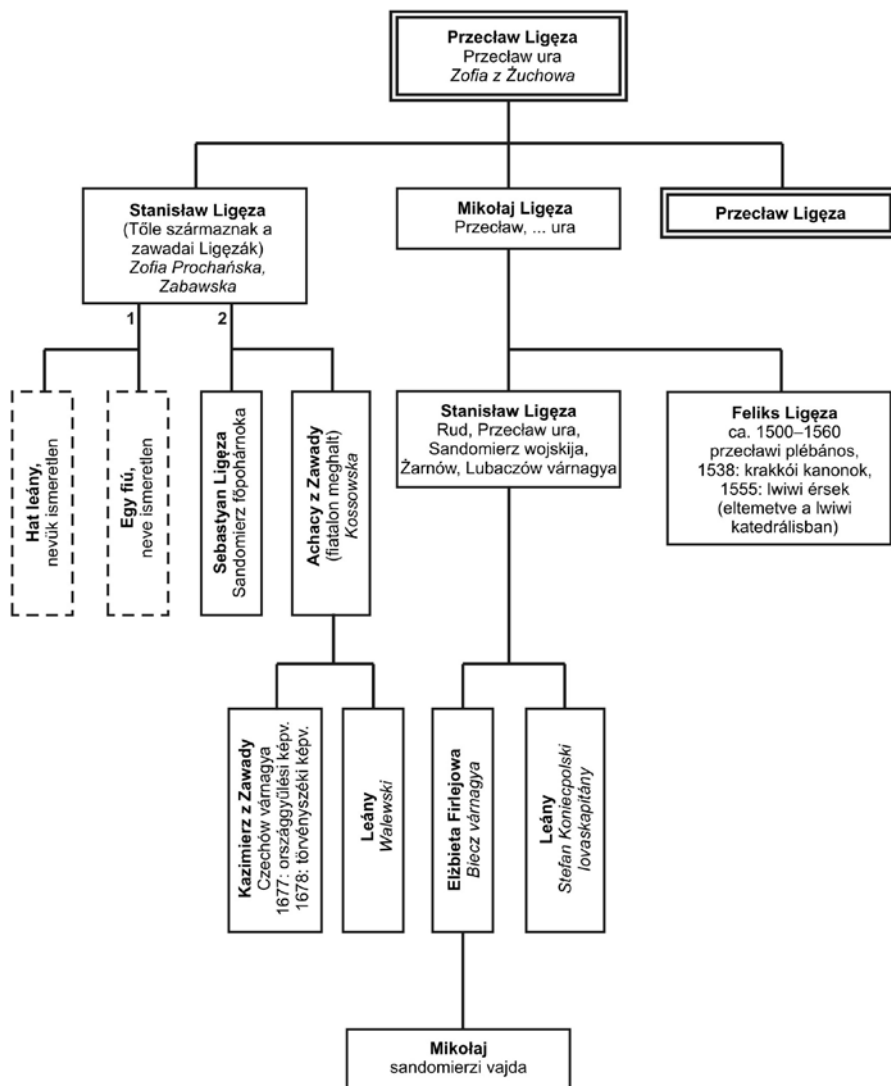 Przecław Ligęza
Przecław ura
Zofia z Żuchowa
Stanisław Ligęza
(Tőle származnak a
zawadai Ligęzák)
Zofia Prochańska,
Zabawska
Mikołaj Ligęza
Przecław, ... ura
Przecław Ligęza
1
2
Hat leány,
nevük ismeretlen
Egy fiú,
neve ismeretlen
Sebastyan Ligęza
Sandomierz főpohárnoka
Achacy z Zawady
(fiatalon meghalt)
Kossowska
Stanisław Ligęza
Rud, Przecław ura,
Sandomierz wojskija,
Żarnów, Lubaczów várnagya
Feliks Ligęza
ca. 1500–1560
przecławi plébános,
1538: krakkói kanonok,
1555: lwiwi érsek
(eltemetve a lwiwi
katedrálisban)
Kazimierz z Zawady
Czechów várnagya
1677: országgyűlési képv.
1678: törvényszéki képv.
Leány
Walewski
Elżbieta Firlejowa
Biecz várnagya
Leány
Stefan Koniecpolski
lovaskapitány
Mikołaj
sandomierzi vajda